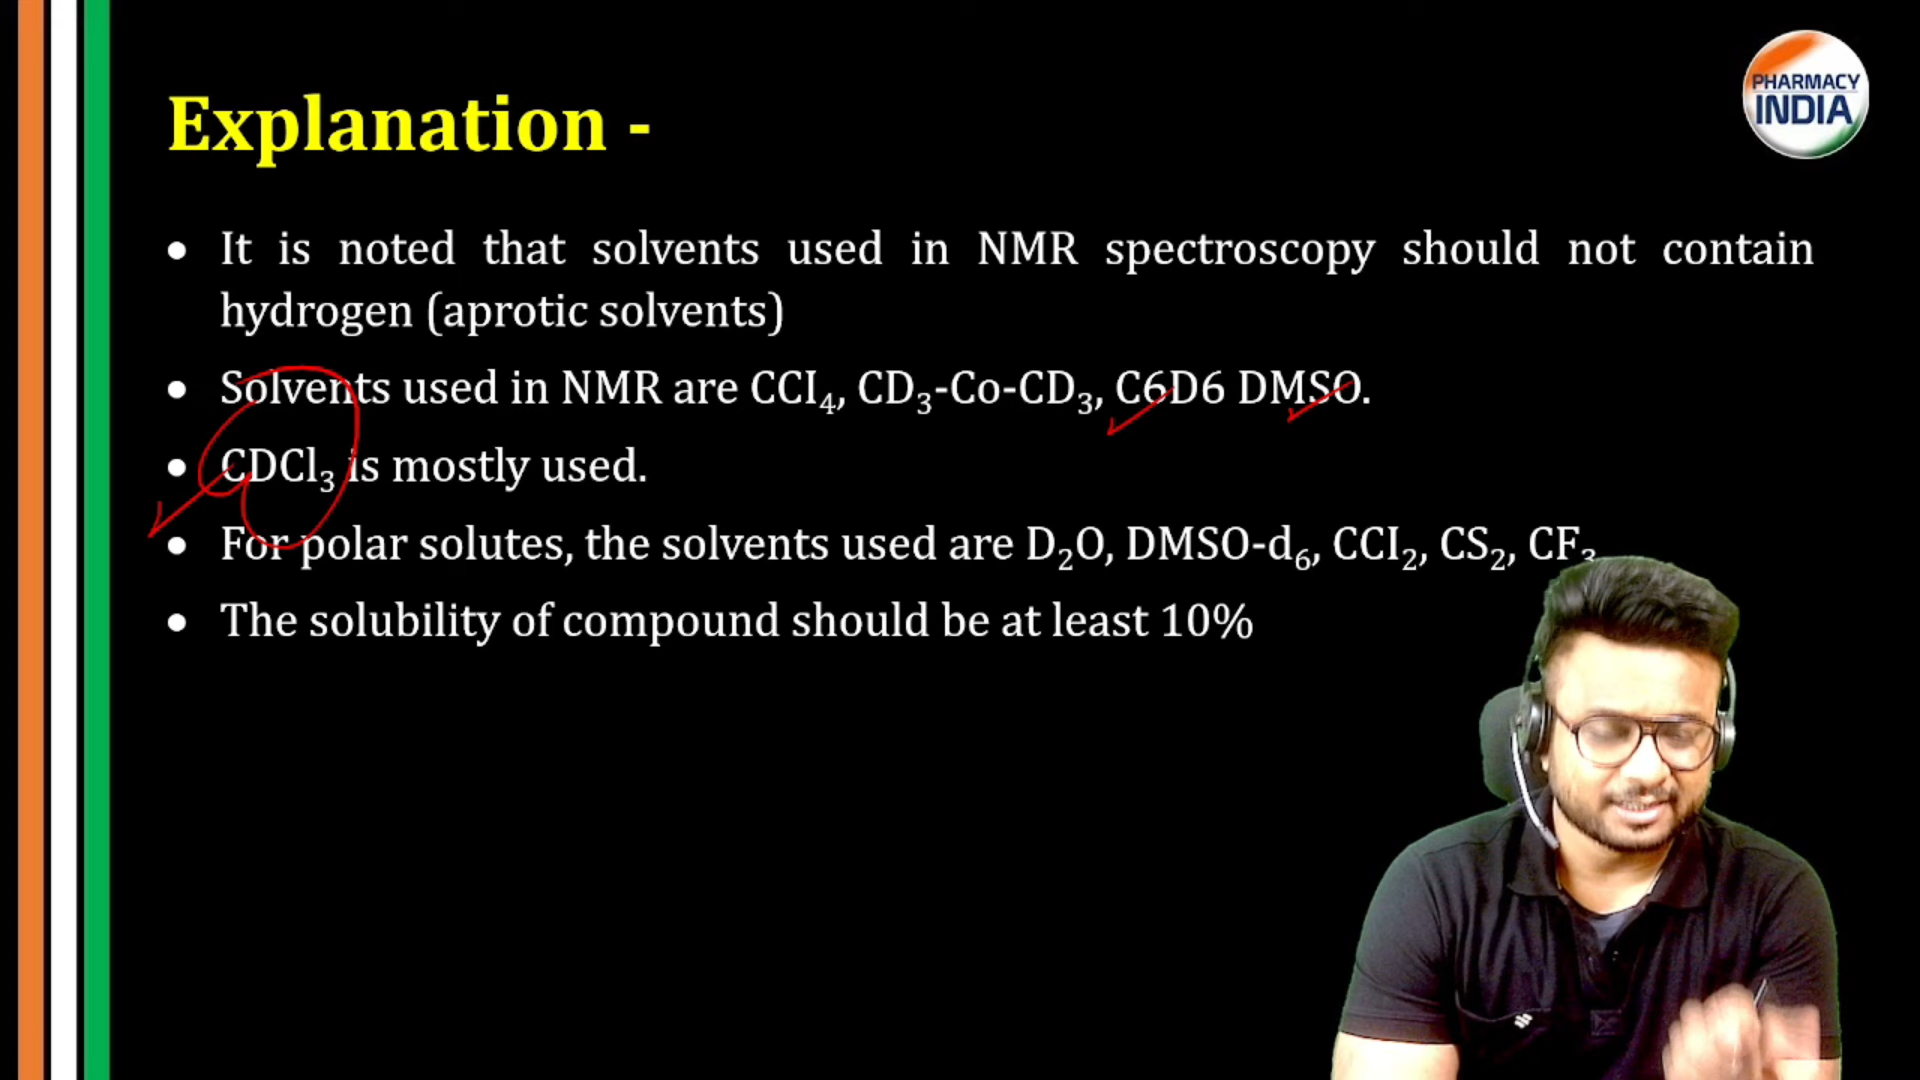 PHARMACY
INDIA
Explanation -
• It is noted that solvents used in NMR spectroscopy should not contain
hydrogen (aprotic solvents)
• Solvents used in NMR are CCI₄, CD₃-Co-CD₃, C6D6 DMSO.
• CDCl₃ is mostly used.
• For polar solutes, the solvents used are D₂O, DMSO-d₆, CCI₂, CS₂, CF₃
• The solubility of compound should be at least 10%